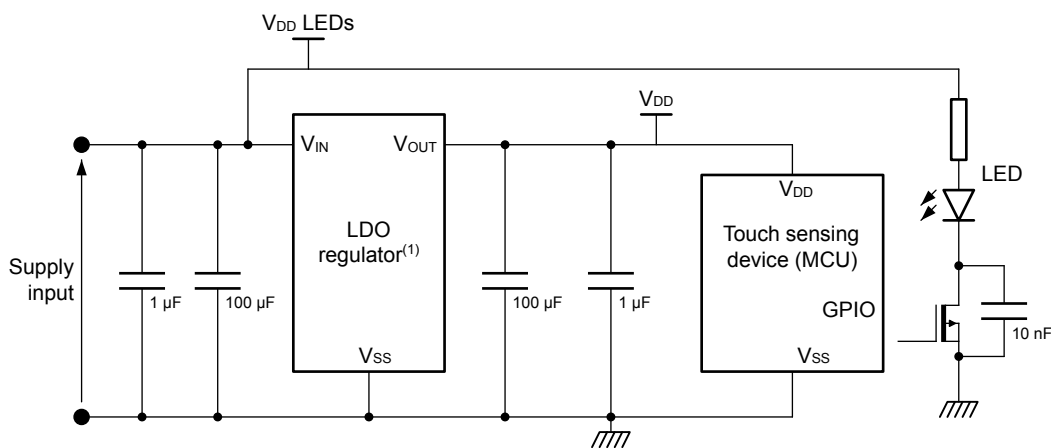 VDD LEDs
VDD
VIN
VOUT
LED
VDD
LDO
regulator(1)
Touch sensing
device (MCU)
Supply
input
1 µF
100 µF
100 µF
1 µF
GPIO
10 nF
VSS
VSS